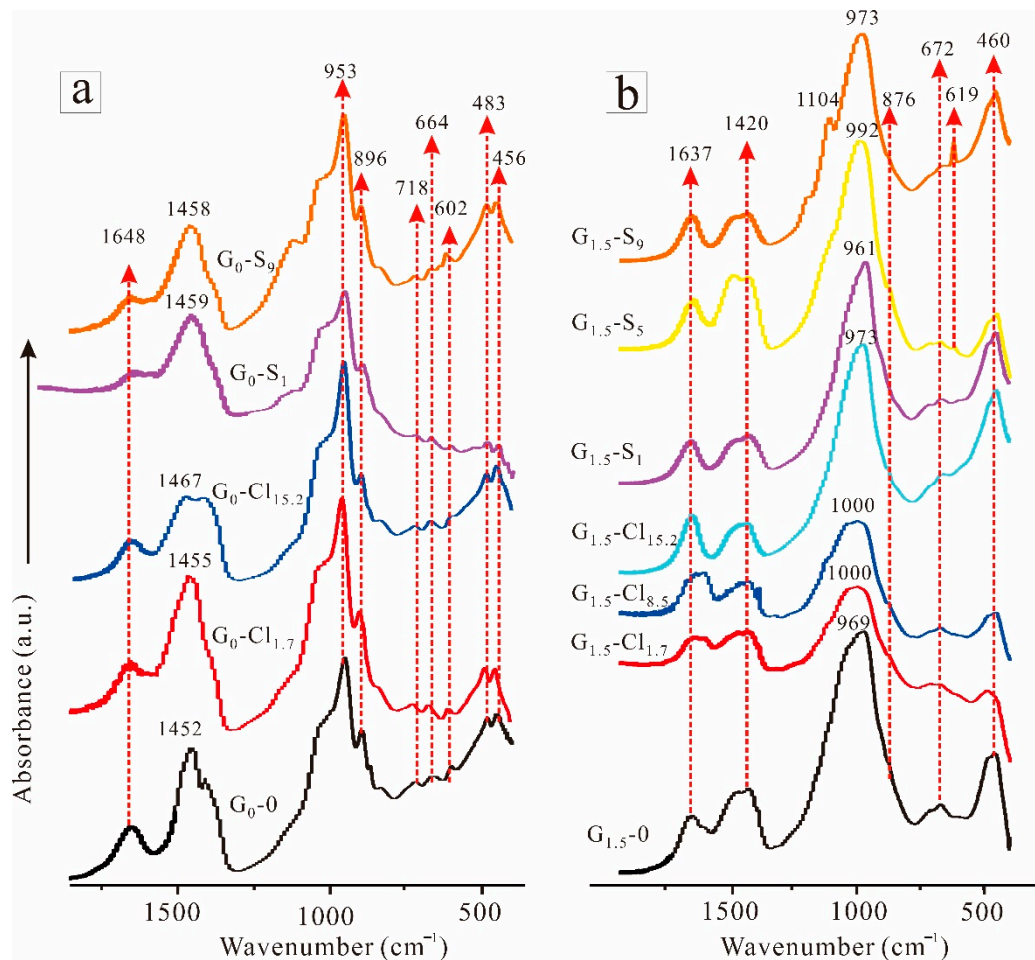 a
953
664
483
896
718
456
1648
1458
602
G0-S9
1459
G0-S1
1467
G0-Cl15.2
1455
G0-Cl1.7
1452
G0-0
Absorbance (a.u.)
1500
1000
500
Wavenumber (cm−1)
b
973
672
460
1104
876
619
1420
992
1637
G1.5-S9
961
G1.5-S5
973
G1.5-S1
1000
G1.5-Cl15.2
G1.5-Cl8.5
1000
G1.5-Cl1.7
969
G1.5-0
1500
1000
500
Wavenumber (cm−1)